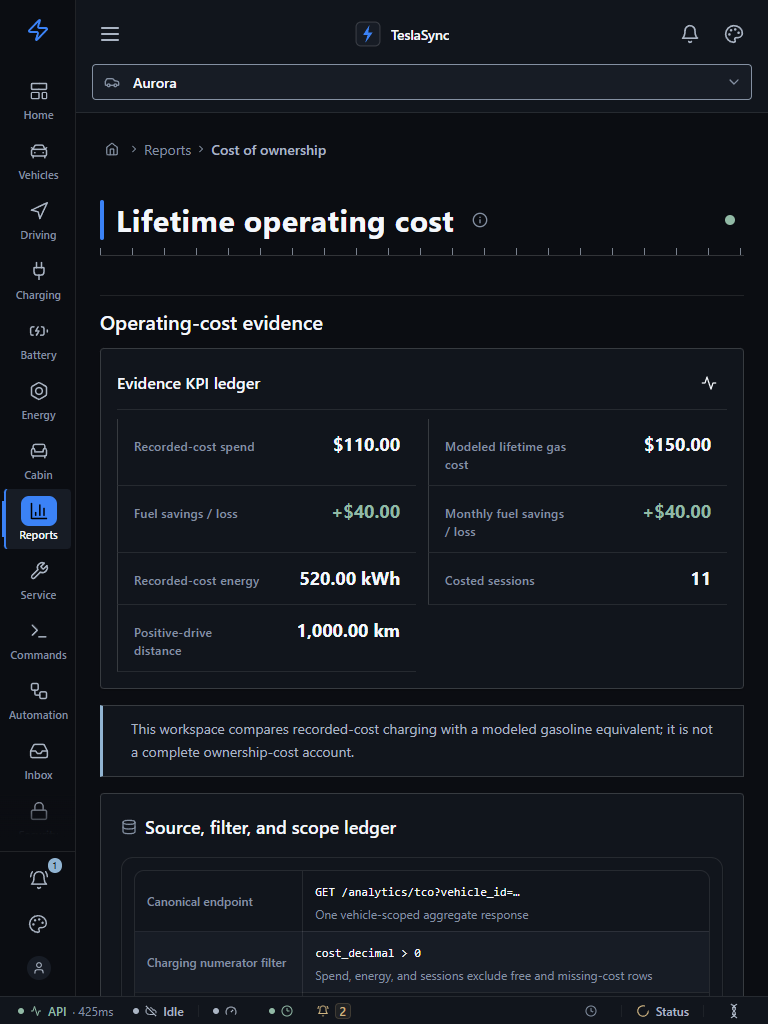 TeslaSync
Aurora
Home
Vehicles
Driving
Charging
Battery
Energy
Cabin
Reports
Service
Commands
Automation
Inbox
1
Reports > Cost of ownership
Lifetime operating cost
Operating-cost evidence
Evidence KPI ledger
Recorded-cost spend $110.00
Modeled lifetime gas
cost
$150.00
Fuel savings / loss +$40.00
Monthly fuel savings
/ loss
+$40.00
Recorded-cost energy 520.00 kWh
Costed sessions 11
Positive-drive
distance
1,000.00 km
This workspace compares recorded-cost charging with a modeled gasoline equivalent; it is not
a complete ownership-cost account.
Source, filter, and scope ledger
Canonical endpoint
GET /analytics/tco?vehicle_id=…
One vehicle-scoped aggregate response
Charging numerator filter
cost_decimal > 0
Spend, energy, and sessions exclude free and missing-cost rows
API · 425ms
Idle
2
Status